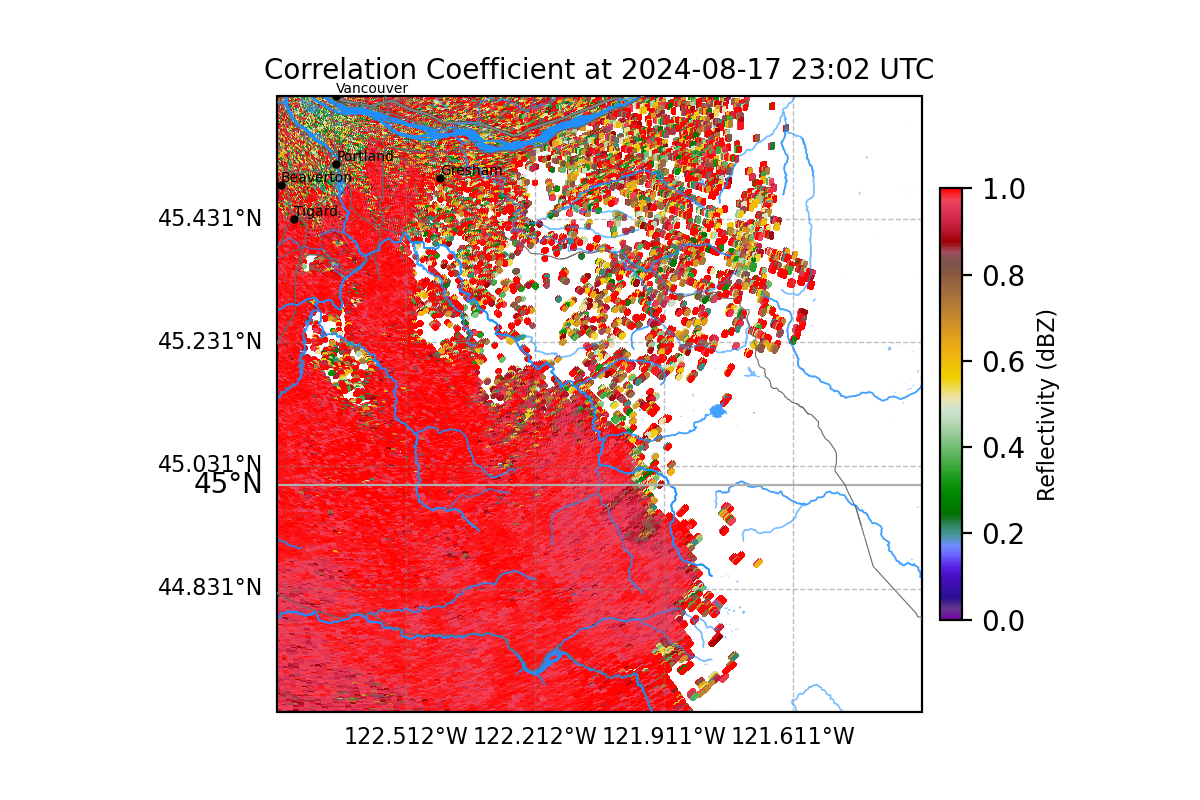 Correlation Coefficient at 2024-08-17 23:02 UTC
Vancouver
Portland
Gresham
Beaverton
Tigard
45.431°N
45.231°N
45.031°N
45°N
44.831°N
122.512°W 122.212°W 121.911°W 121.611°W
1.0
0.8
0.6
0.4
0.2
0.0
Reflectivity (dBZ)